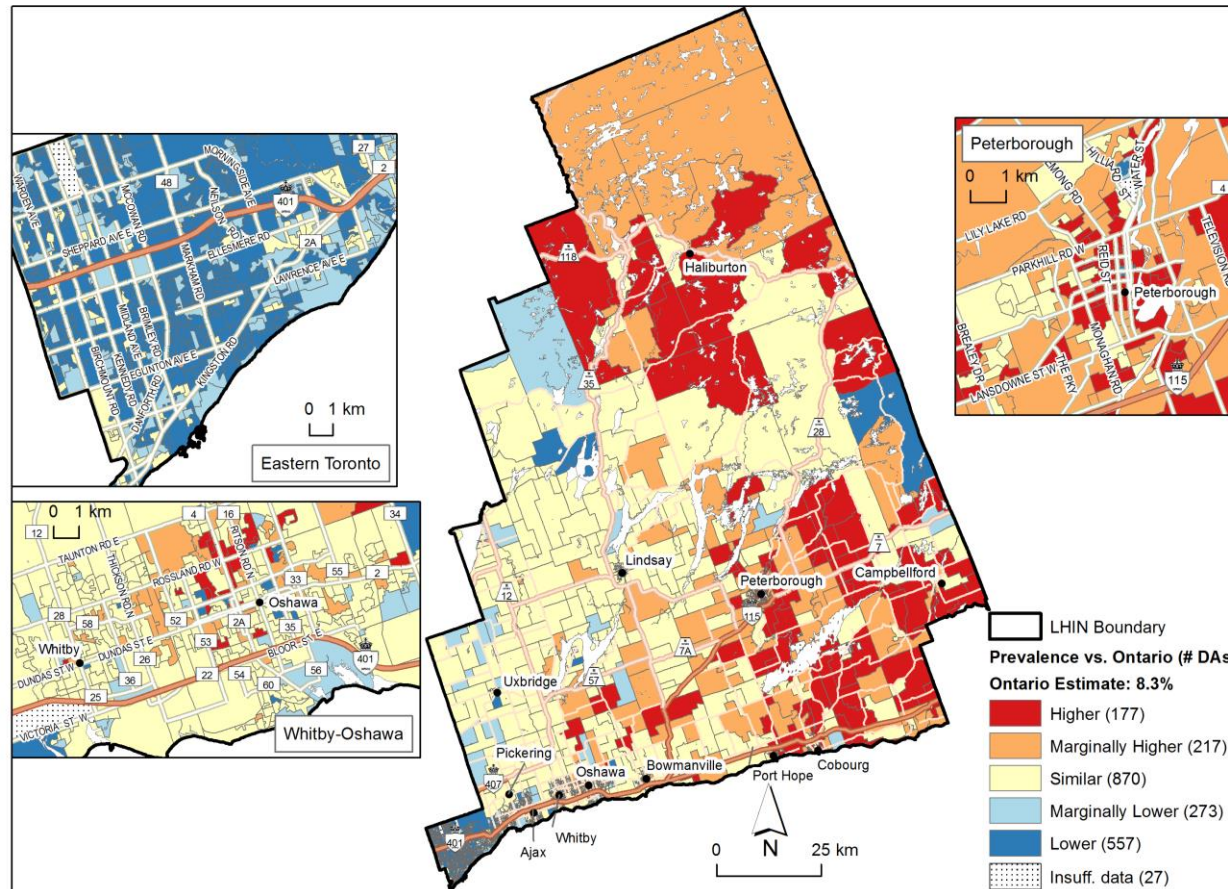 WARDEN AVE
MCCOWAN RD
48
MORNINGSIDE AVE
NEILSON RD
27
2
401
SHEPPARD AVE E
ELLESMERE RD
2A
LAWRENCE AVE E
MARKHAM RD
MIDLAND AVE
BRIMLEY RD
BIRCHMOUNT RD
KENNEDY RD
EGLINTON AVE E
DANFORTH RD
KINGSTON RD
0 1 km
Eastern Toronto
0 1 km
12
4
16
34
TAUNTON RD E
THICKSON RD N
ROSSLAND RD W
RITSON RD N
33
55
2
28
58
52
Oshawa
2A
53
35
Whitby
DUNDAS ST E
DUNDAS ST W
26
36
25
22
54
BLOOR ST E
56
401
60
VICTORIA ST W
Whitby-Oshawa
118
Haliburton
35
28
Lindsay
7
Peterborough
Campbellford
12
115
7A
57
Uxbridge
Pickering
407
Oshawa
Bowmanville
Port Hope
Cobourg
401
Ajax
Whitby
N
0 25 km
Peterborough
0 1 km
HILLIARD ST
WATER ST
4
LILY LAKE RD
PARKHILL RD W
REID ST
Peterborough
BREALEY DR
THE PKY
MONAGHAN RD
LANSDOWNE ST W
115
LHIN Boundary
Prevalence vs. Ontario (# DAs
Ontario Estimate: 8.3%
Higher (177)
Marginally Higher (217)
Similar (870)
Marginally Lower (273)
Lower (557)
Insuff. data (27)